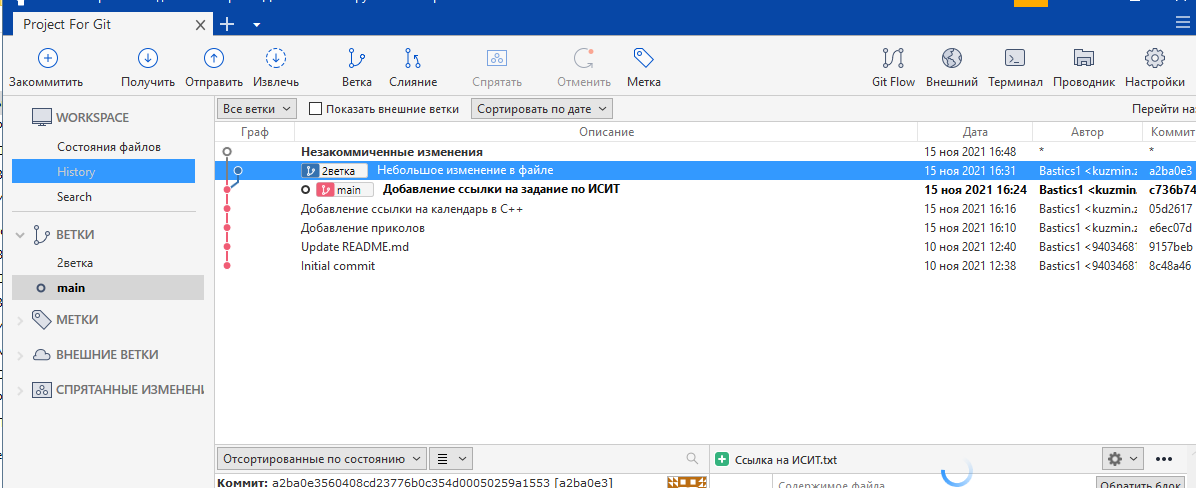 Project For Git
Закоммитить Получить Отправить Извлечь Ветка Слияние Спрятать Отменить Метка Git Flow Внешний Терминал Проводник Настройки
WORKSPACE
Состояния файлов
History
Search
ВЕТКИ
2ветка
main
МЕТКИ
ВНЕШНИЕ ВЕТКИ
СПРЯТАННЫЕ ИЗМЕНЕНИ
Все ветки Показать внешние ветки Сортировать по дате Перейти на
Граф Описание Дата Автор Коммит
Незакоммиченные изменения 15 ноя 2021 16:48 * *
2ветка Небольшое изменение в файле 15 ноя 2021 16:31 Bastics1 <kuzmin.z a2ba0e3
main Добавление ссылки на задание по ИСИТ 15 ноя 2021 16:24 Bastics1 <kuzmin.z c736b74
Добавление ссылки на календарь в C++ 15 ноя 2021 16:16 Bastics1 <kuzmin.z 05d2617
Добавление приколов 15 ноя 2021 16:10 Bastics1 <kuzmin.z e6ec07d
Update README.md 10 ноя 2021 12:40 Bastics1 <9403468 9157beb
Initial commit 10 ноя 2021 12:38 Bastics1 <9403468 8c48a46
Отсортированные по состоянию Ссылка на ИСИТ.txt
Коммит: a2ba0e3560408cd23776b0c354d00050259a1553 [a2ba0e3] Содержимое файла Обратить блок